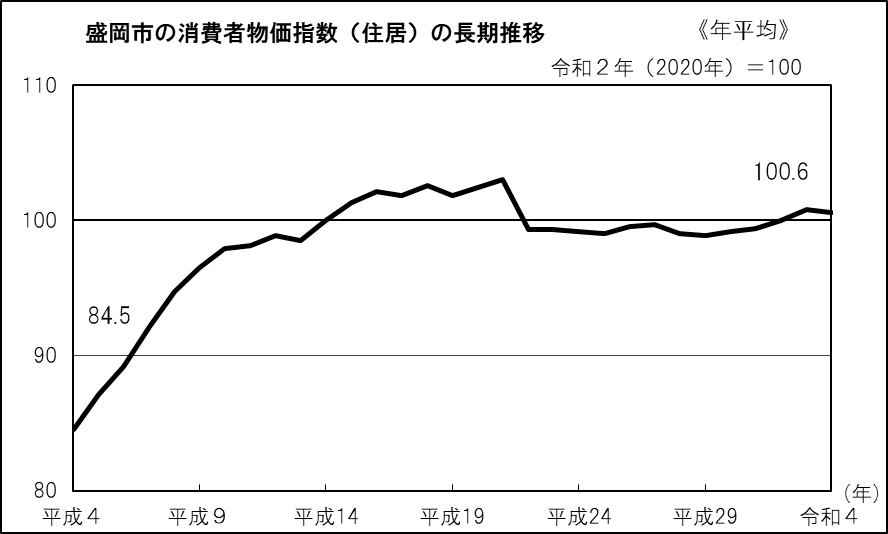 盛岡市の消費者物価指数（住居）の長期推移
《年平均》
令和２年（2020年）＝100
110
100
90
80
100.6
84.5
平成４
平成９
平成14
平成19
平成24
平成29
令和４
（年）